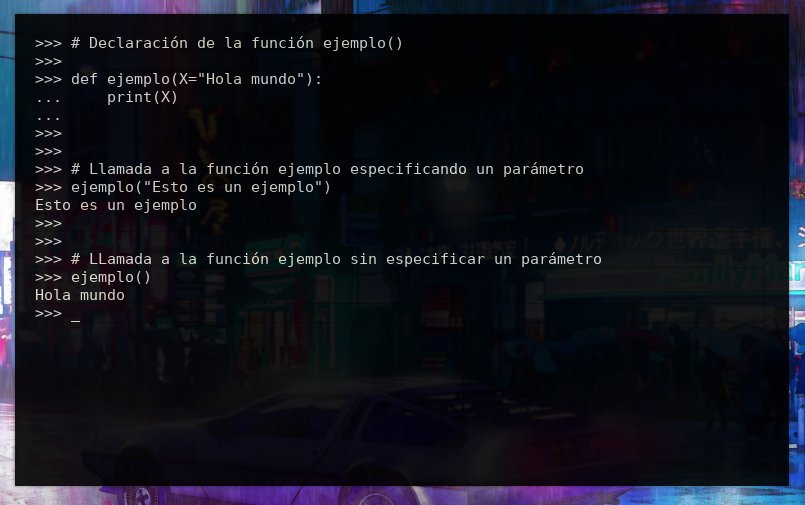 >>> # Declaración de la función ejemplo()
>>>
>>> def ejemplo(X="Hola mundo"):
...     print(X)
...
>>>
>>>
>>> # Llamada a la función ejemplo especificando un parámetro
>>> ejemplo("Esto es un ejemplo")
Esto es un ejemplo
>>>
>>>
>>> # LLamada a la función ejemplo sin especificar un parámetro
>>> ejemplo()
Hola mundo
>>> _